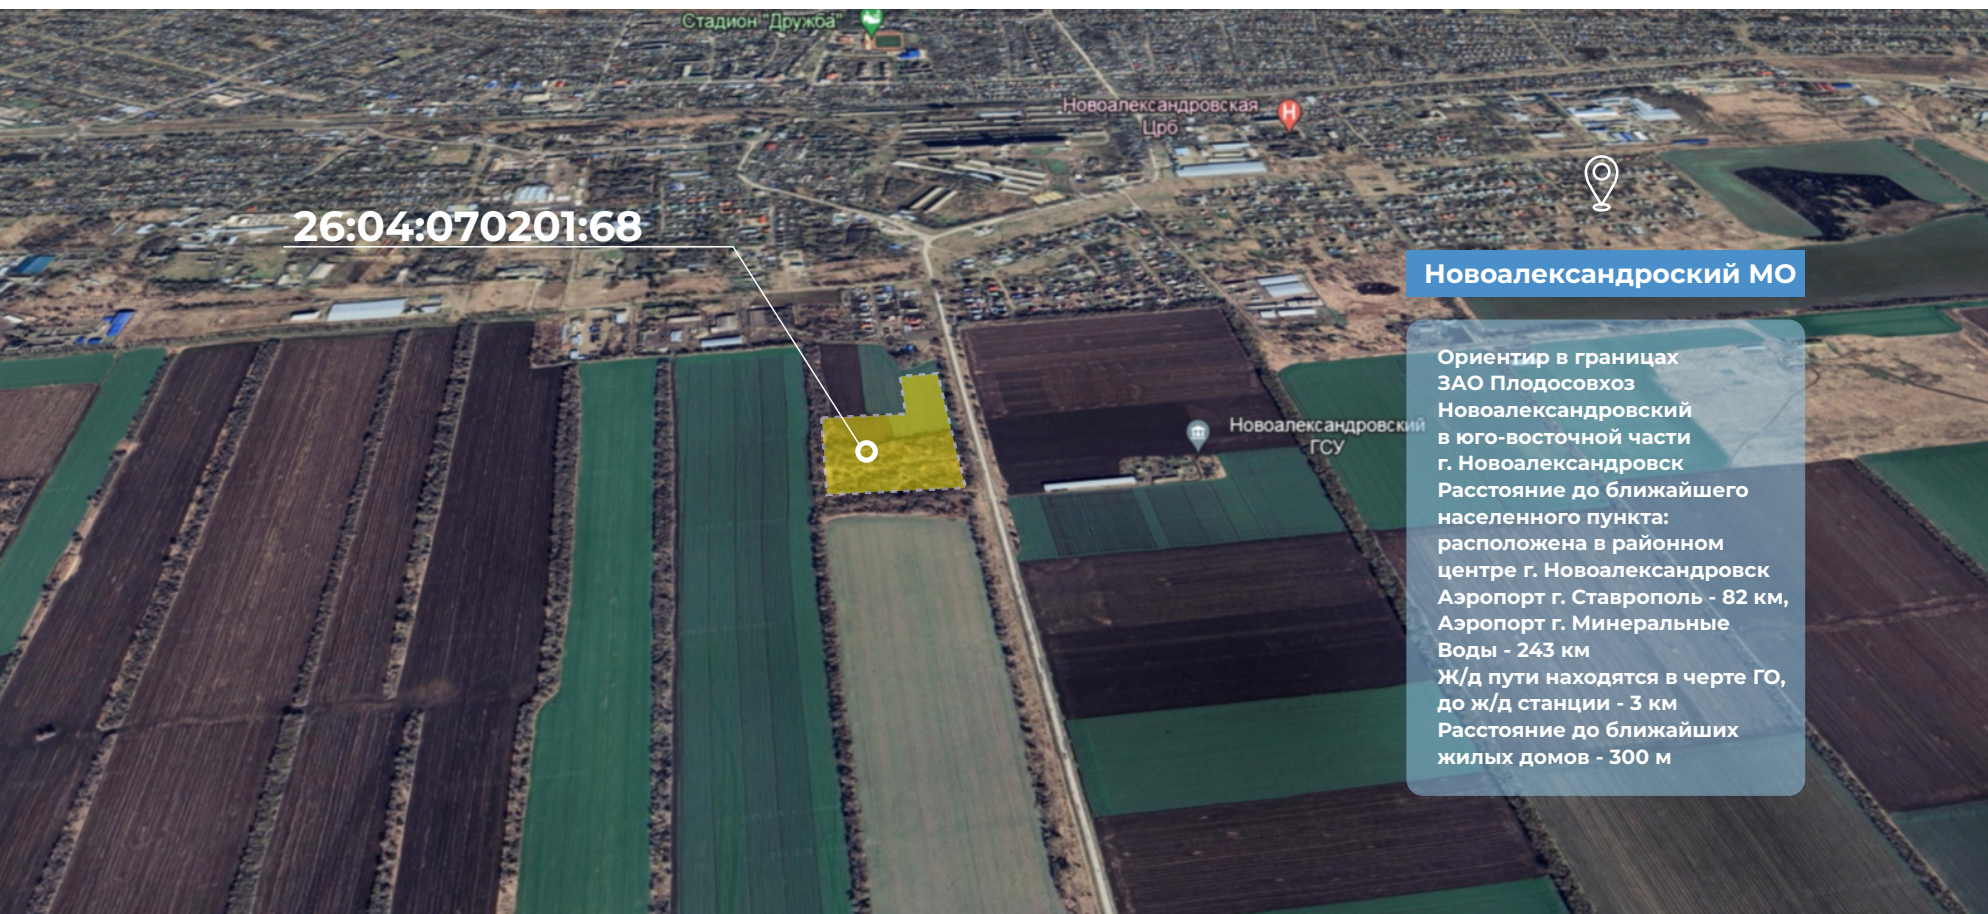 Стадион "Дружба"
Новоалександровская
Црб
26:04:070201:68
Новоалександроский МО
Ориентир в границах
ЗАО Плодосовхоз
Новоалександровский
в юго-восточной части
г. Новоалександровск
Расстояние до ближайшего
населенного пункта:
расположена в районном
центре г. Новоалександровск
Аэропорт г. Ставрополь - 82 км,
Аэропорт г. Минеральные
Воды - 243 км
Ж/д пути находятся в черте ГО,
до ж/д станции - 3 км
Расстояние до ближайших
жилых домов - 300 м
Новоалександровский
ГСУ